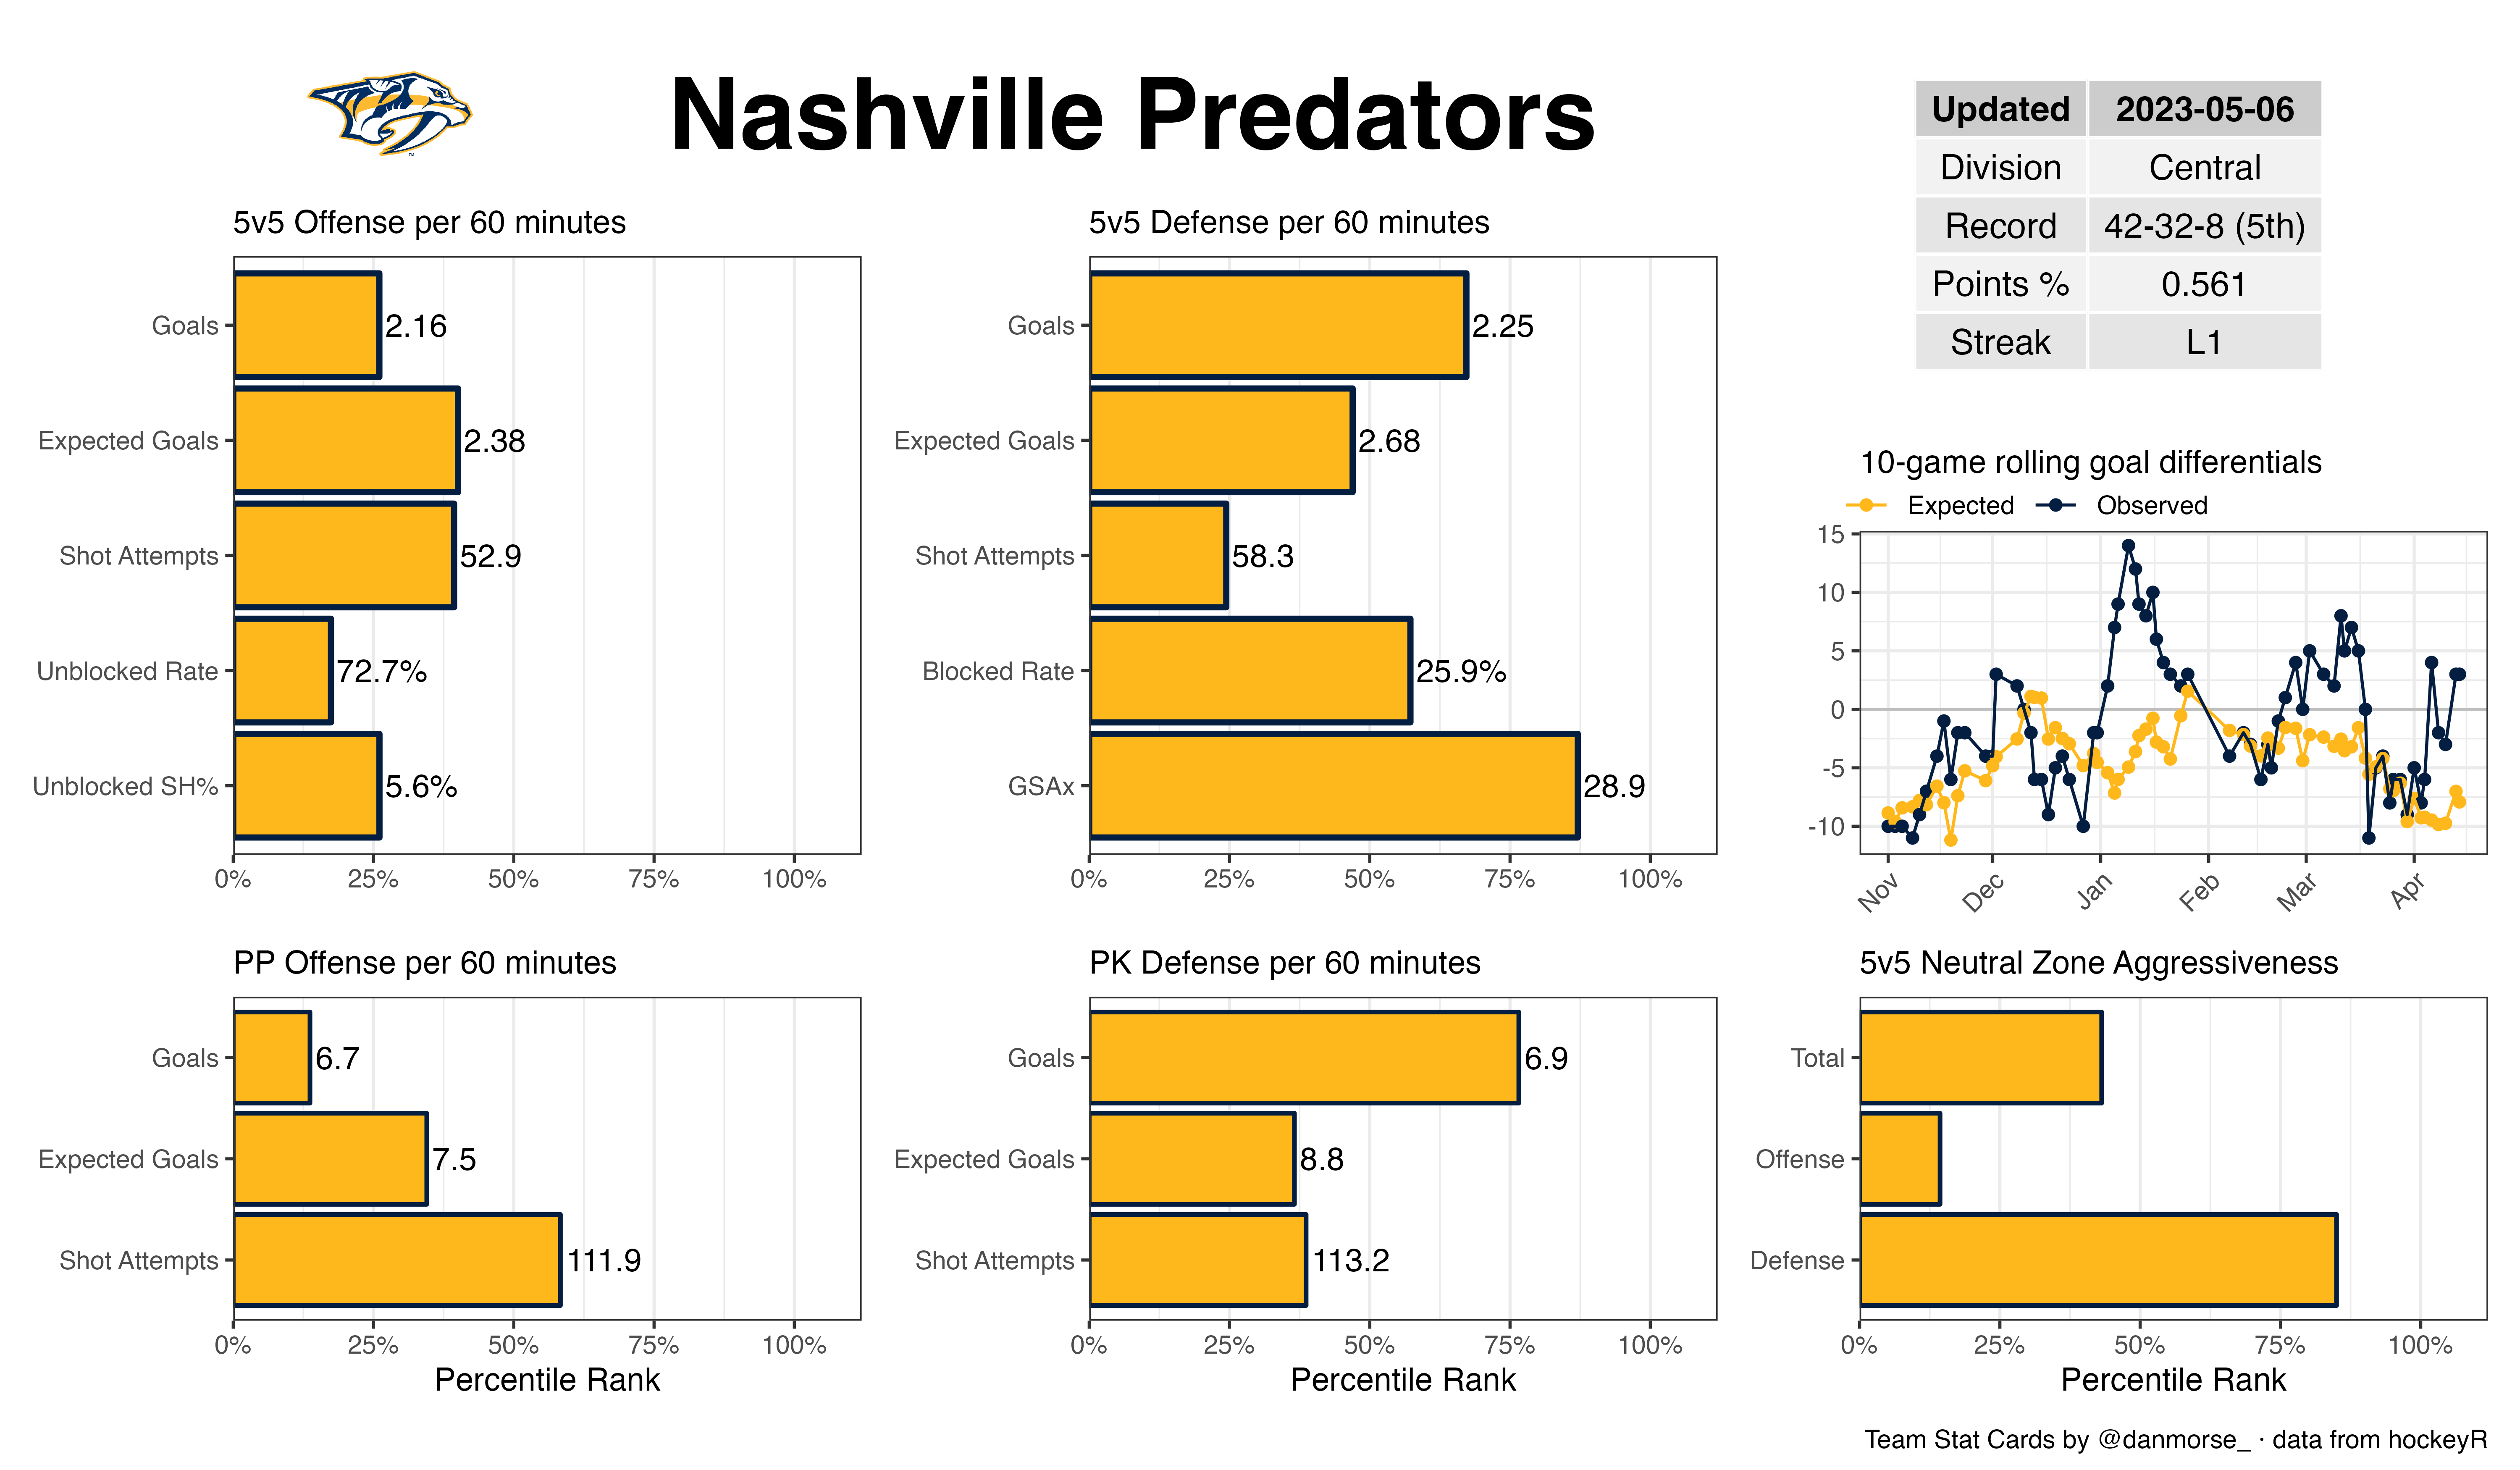 Nashville Predators
Updated 2023-05-06
Division Central
Record 42-32-8 (5th)
Points % 0.561
Streak L1
5v5 Offense per 60 minutes
Goals 2.16
Expected Goals 2.38
Shot Attempts 52.9
Unblocked Rate 72.7%
Unblocked SH% 5.6%
0% 25% 50% 75% 100%
5v5 Defense per 60 minutes
Goals 2.25
Expected Goals 2.68
Shot Attempts 58.3
Blocked Rate 25.9%
GSAx 28.9
0% 25% 50% 75% 100%
10-game rolling goal differentials
Expected Observed
15
10
5
0
-5
-10
Nov Dec Jan Feb Mar Apr
PP Offense per 60 minutes
Goals 6.7
Expected Goals 7.5
Shot Attempts 111.9
0% 25% 50% 75% 100%
Percentile Rank
PK Defense per 60 minutes
Goals 6.9
Expected Goals 8.8
Shot Attempts 113.2
0% 25% 50% 75% 100%
Percentile Rank
5v5 Neutral Zone Aggressiveness
Total
Offense
Defense
0% 25% 50% 75% 100%
Percentile Rank
Team Stat Cards by @danmorse_ · data from hockeyR